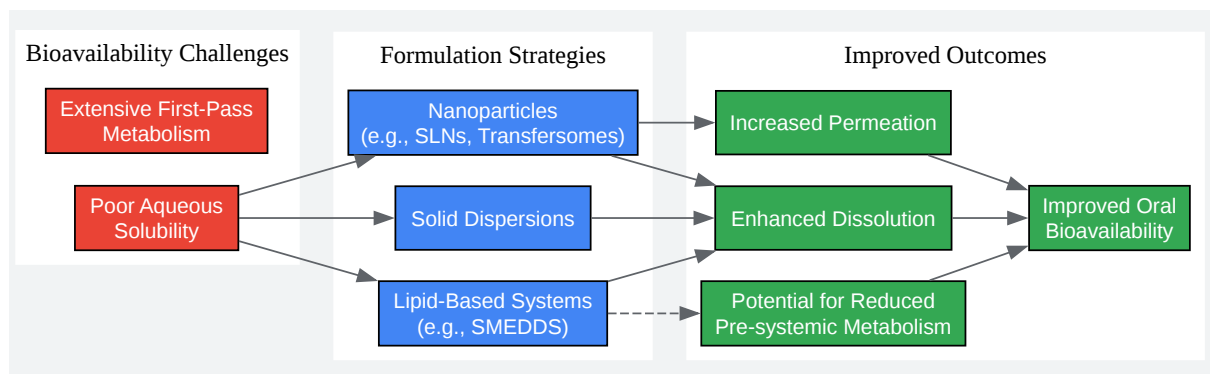 Bioavailability Challenges
Extensive First-Pass
Metabolism
Poor Aqueous
Solubility
Formulation Strategies
Nanoparticles
(e.g., SLNs, Transfersomes)
Solid Dispersions
Lipid-Based Systems
(e.g., SMEDDS)
Improved Outcomes
Increased Permeation
Enhanced Dissolution
Potential for Reduced
Pre-systemic Metabolism
Improved Oral
Bioavailability